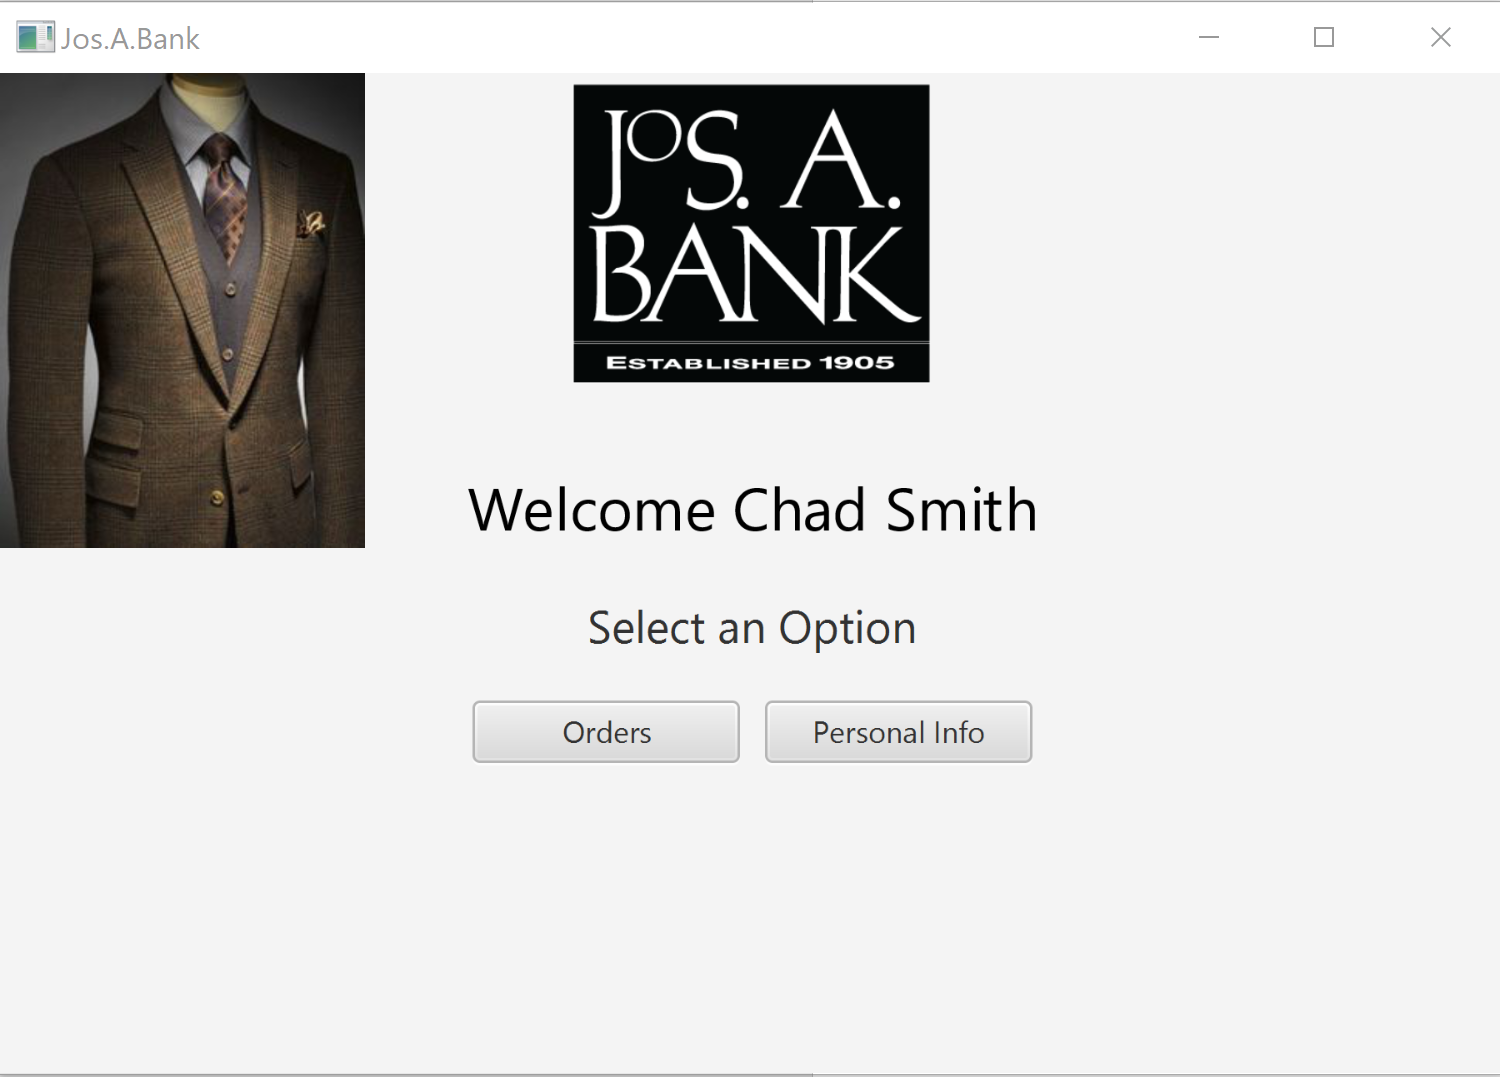 Jos.A.Bank
JOS. A.
BANK
ESTABLISHED 1905
Welcome Chad Smith
Select an Option
Orders
Personal Info